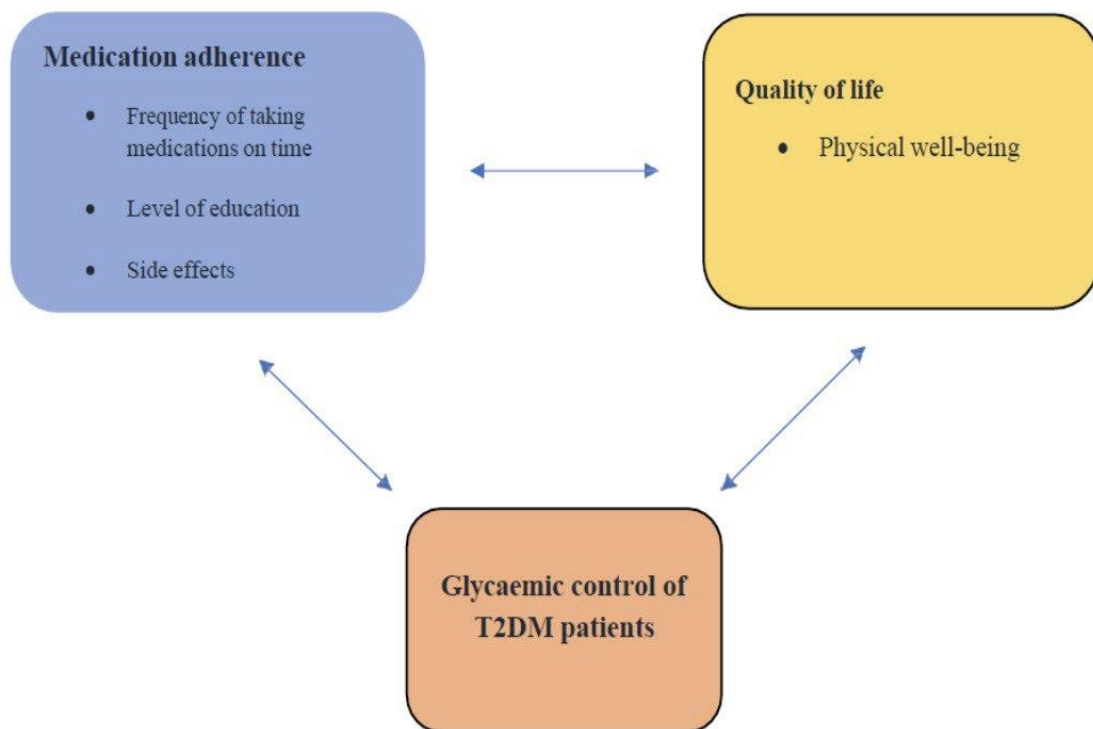 Medication adherence
• Frequency of taking
medications on time
• Level of education
• Side effects
Quality of life
• Physical well-being
Glycaemic control of
T2DM patients